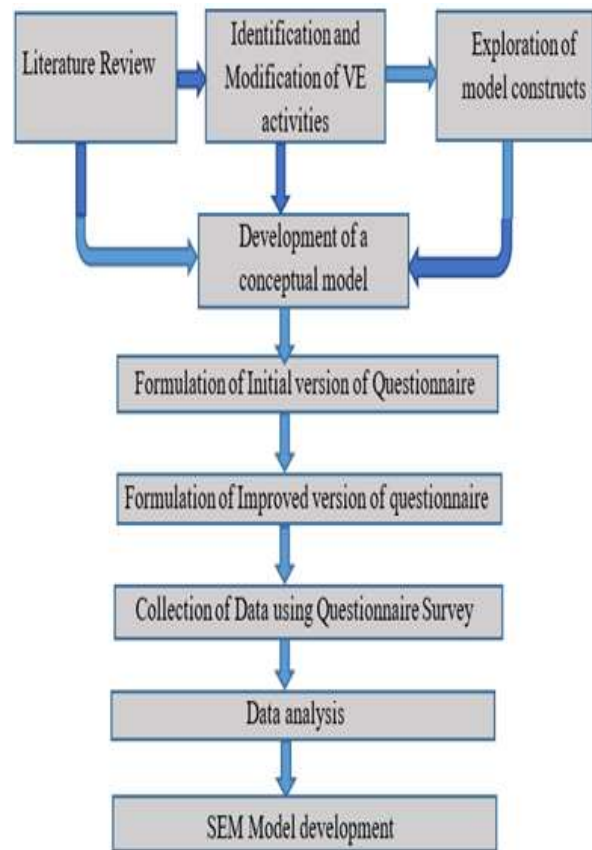 Literature Review
Identification and
Modification of VE
activities
Exploration of
model constructs
Development of a
conceptual model
Formulation of Initial version of Questionnaire
Formulation of Improved version of questionnaire
Collection of Data using Questionnaire Survey
Data analysis
SEM Model development